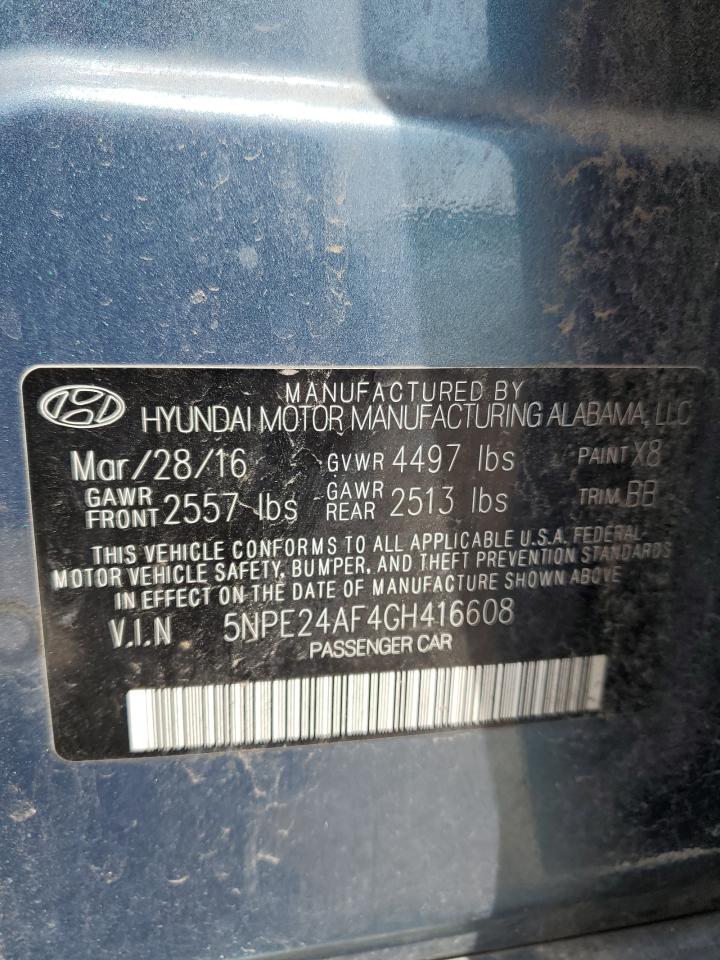 MANUFACTURED BY
HYUNDAI MOTOR MANUFACTURING ALABAMA, LLC
Mar/28/16 GVWR 4497 lbs PAINT X8
GAWR FRONT 2557 lbs GAWR REAR 2513 lbs TRIM BB
THIS VEHICLE CONFORMS TO ALL APPLICABLE U.S.A. FEDERAL
MOTOR VEHICLE SAFETY, BUMPER, AND THEFT PREVENTION STANDARDS
IN EFFECT ON THE DATE OF MANUFACTURE SHOWN ABOVE
V.I.N 5NPE24AF4GH416608
PASSENGER CAR